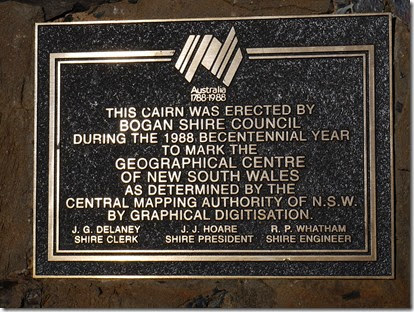 Australia
1788-1988
THIS CAIRN WAS ERECTED BY
BOGAN SHIRE COUNCIL
DURING THE 1988 BECENTENNIAL YEAR
TO MARK THE
GEOGRAPHICAL CENTRE
OF NEW SOUTH WALES
AS DETERMINED BY THE
CENTRAL MAPPING AUTHORITY OF N.S.W.
BY GRAPHICAL DIGITISATION.
J. G. DELANEY J. J. HOARE R. P. WHATHAM
SHIRE CLERK SHIRE PRESIDENT SHIRE ENGINEER